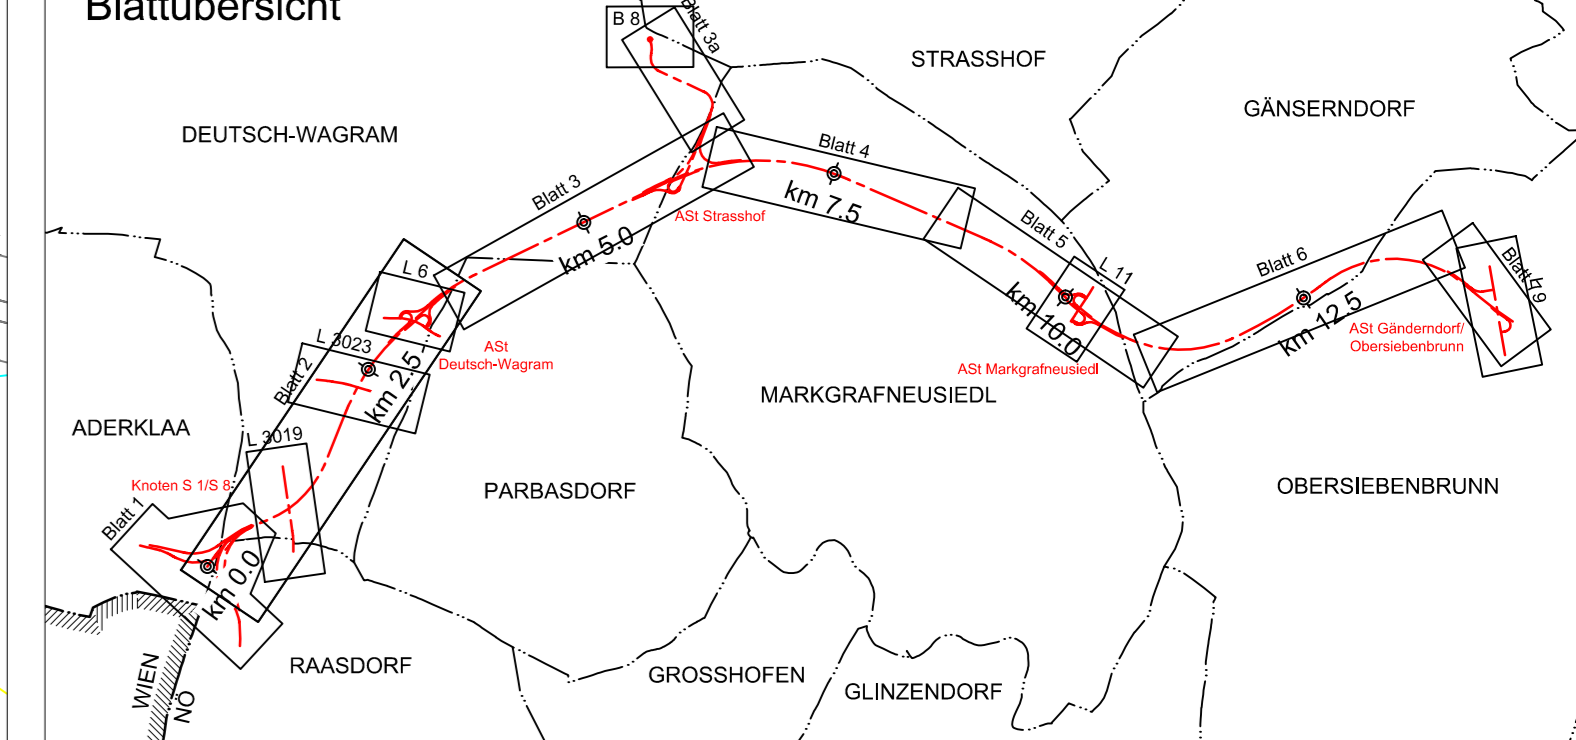 Blattübersicht
B 8
Blatt 3a
STRASSHOF
GÄNSERNDORF
DEUTSCH-WAGRAM
Blatt 4
Blatt 3
km 7.5
ASt Strasshof
Blatt 5
km 5.0
L 6
L 11
Blatt 6
Blatt 7
L 9
km 10.0
km 12.5
ASt Gänderndorf/
Obersiebenbrunn
L 3023
ASt
Deutsch-Wagram
Blatt 2
km 2.5
ASt Markgrafneusiedl
MARKGRAFNEUSIEDL
ADERKLAA
L 3019
Knoten S 1/S 8
PARBASDORF
OBERSIEBENBRUNN
Blatt 1
km 0.0
RAASDORF
GROSSHOFEN
GLINZENDORF
WIEN
NÖ